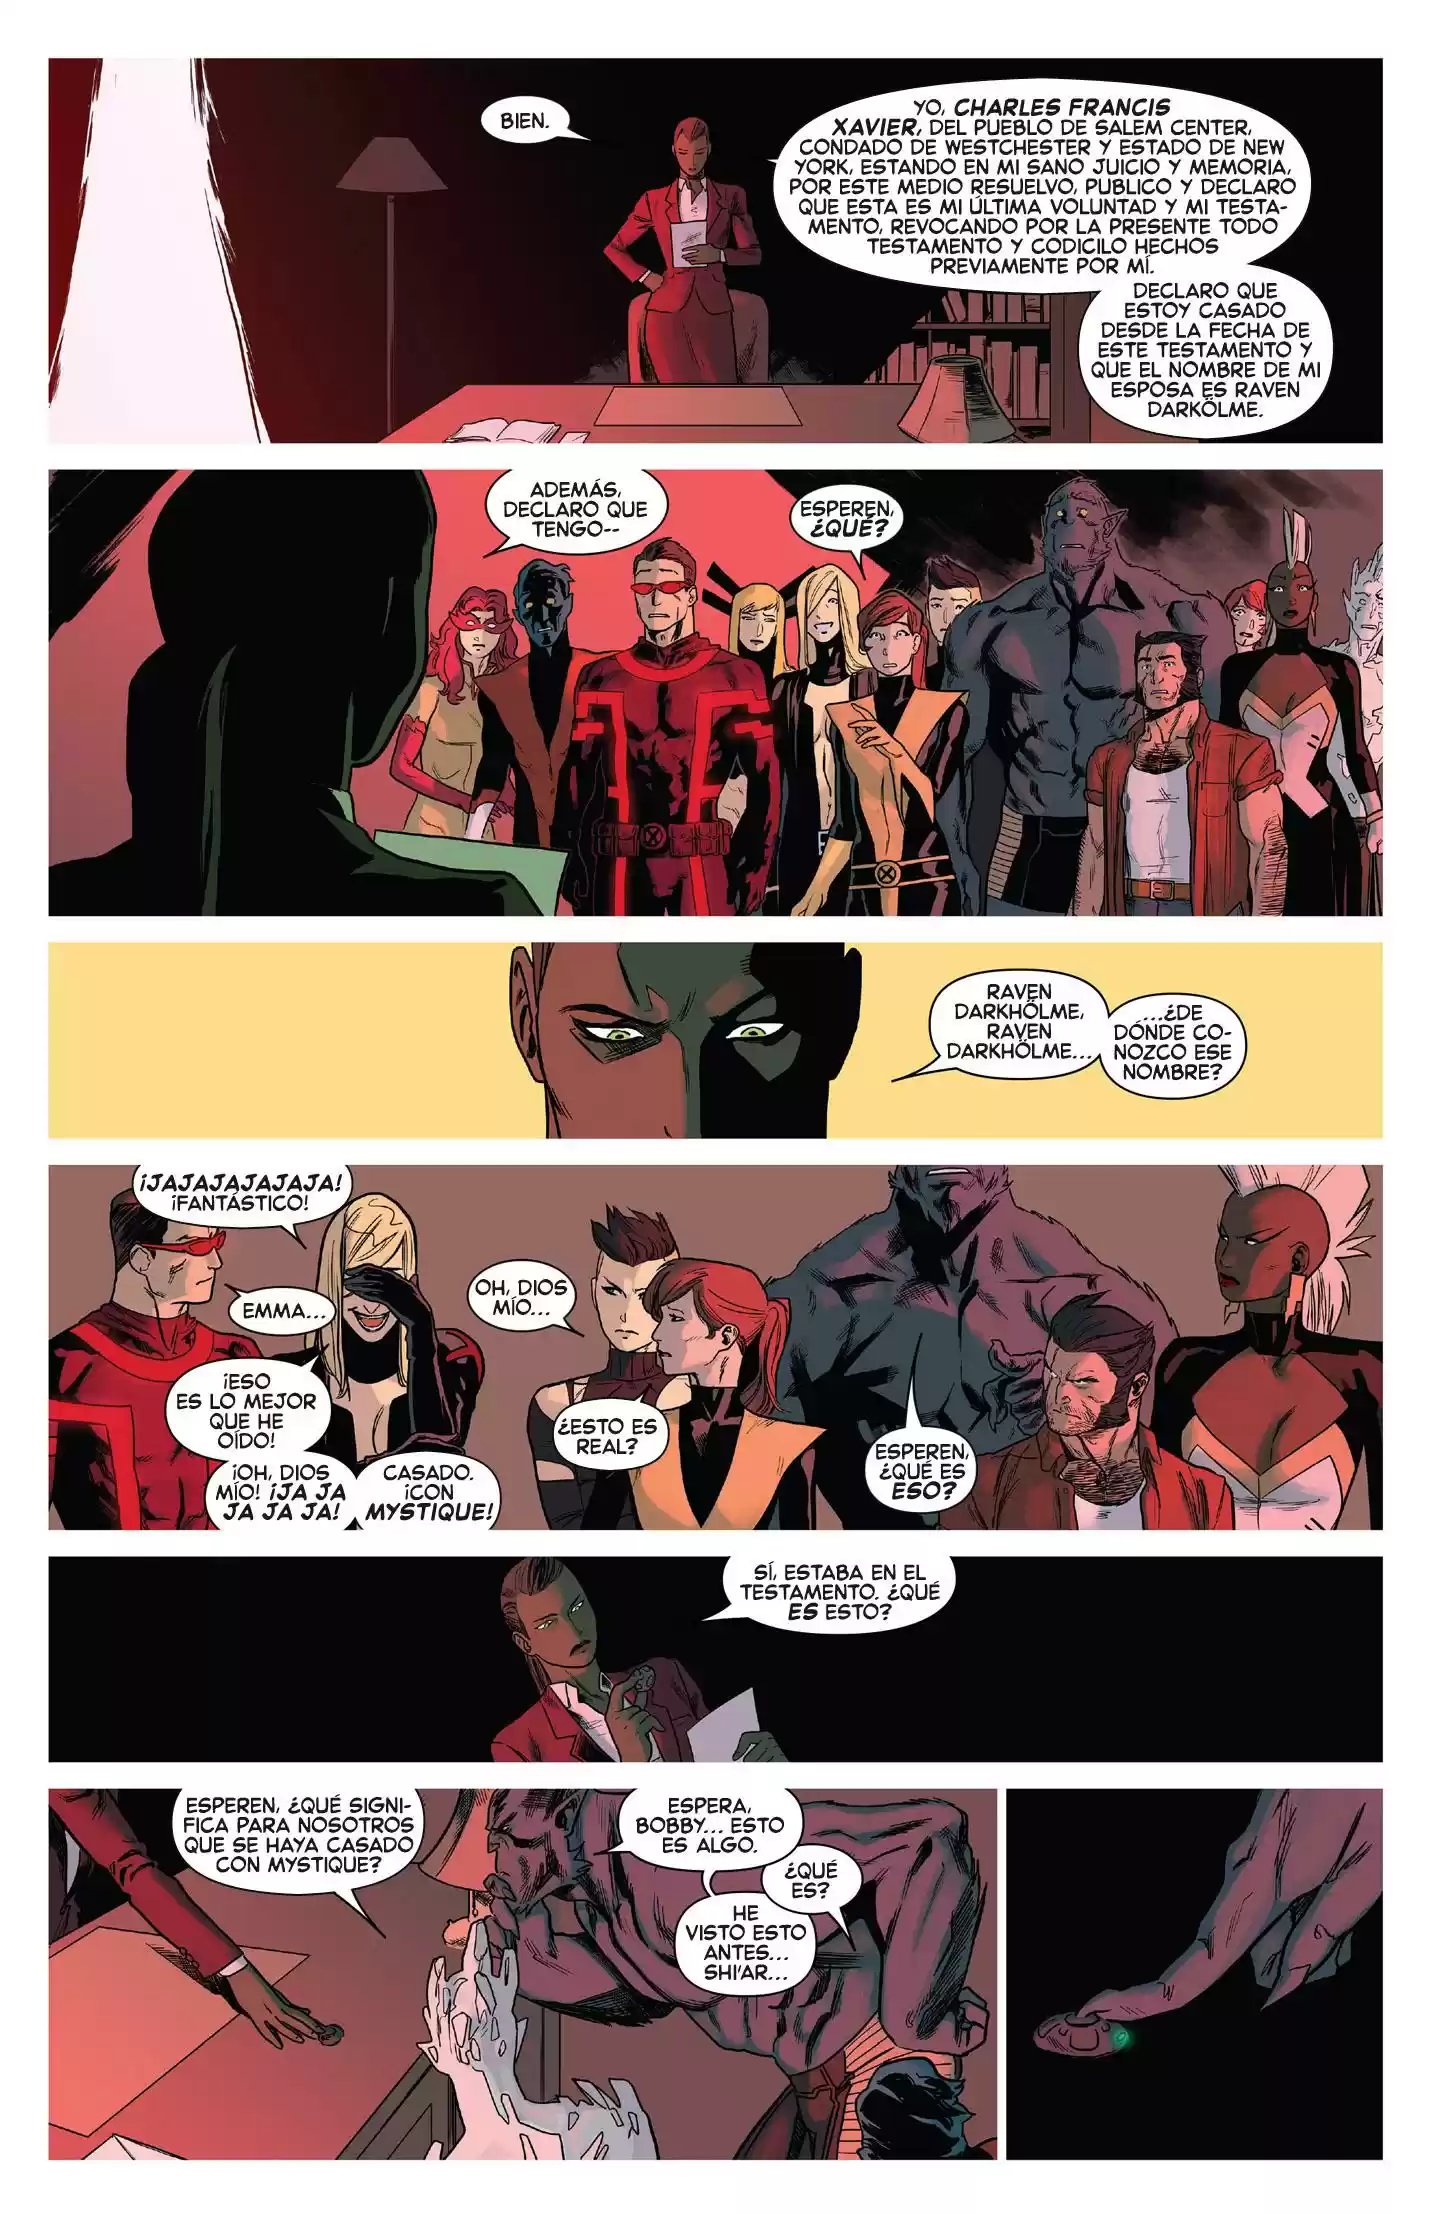 BIEN.
YO, CHARLES FRANCIS
XAVIER, DEL PUEBLO DE SALEM CENTER,
CONDADO DE WESTCHESTER Y ESTADO DE NEW
YORK, ESTANDO EN MI SANO JUICIO Y MEMORIA,
POR ESTE MEDIO RESUELVO, PUBLICO Y DECLARO
QUE ESTA ES MI ÚLTIMA VOLUNTAD Y MI TESTA-
MENTO, REVOCANDO POR LA PRESENTE TODO
TESTAMENTO Y CODICILO HECHOS
PREVIAMENTE POR MÍ.
DECLARO QUE
ESTOY CASADO
DESDE LA FECHA DE
ESTE TESTAMENTO Y
QUE EL NOMBRE DE MI
ESPOSA ES RAVEN
DARKÖLME.
ADEMÁS,
DECLARO QUE
TENGO--
ESPEREN,
¿QUÉ?
RAVEN
DARKHÖLME,
RAVEN
DARKHÖLME...
...¿DE
DÓNDE CO-
NOZCO ESE
NOMBRE?
¡JAJAJAJAJAJA!
¡FANTÁSTICO!
EMMA...
¡ESO
ES LO MEJOR
QUE HE
OÍDO!
¡OH, DIOS
MÍO! ¡JA JA
JA JA JA!
CASADO.
¡CON
MYSTIQUE!
OH, DIOS
MÍO...
¿ESTO ES
REAL?
ESPEREN,
¿QUÉ ES
ESO?
SÍ, ESTABA EN EL
TESTAMENTO. ¿QUÉ
ES ESTO?
ESPEREN, ¿QUÉ SIGNI-
FICA PARA NOSOTROS
QUE SE HAYA CASADO
CON MYSTIQUE?
ESPERA,
BOBBY... ESTO
ES ALGO.
¿QUÉ
ES?
HE
VISTO ESTO
ANTES...
SHI'AR...